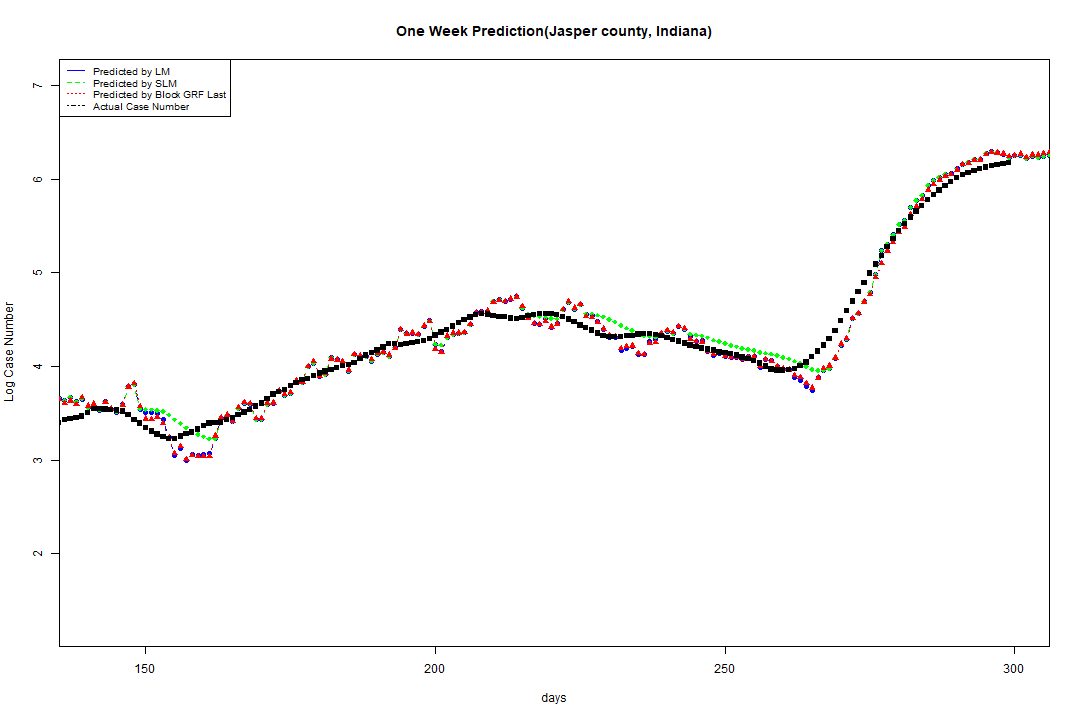 One Week Prediction(Jasper county, Indiana)
Predicted by LM
Predicted by SLM
Predicted by Block GRF Last
Actual Case Number
Log Case Number
7
6
5
4
3
2
150
200
250
300
days